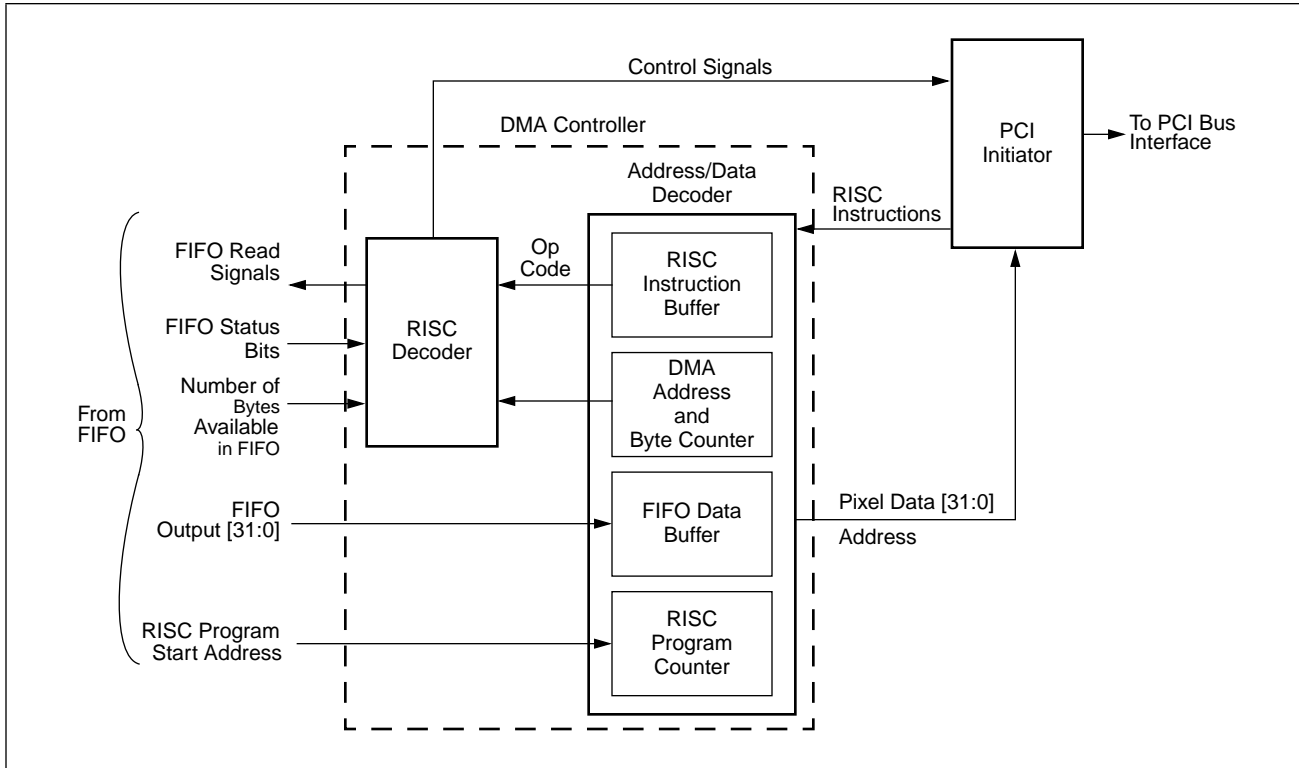 Control Signals
DMA Controller
PCI
Initiator
To PCI Bus
Interface
Address/Data
Decoder
RISC
Instructions
FIFO Read
Signals
Op
Code
RISC
Instruction
Buffer
FIFO Status
Bits
RISC
Decoder
Number of
Bytes
Available
in FIFO
DMA
Address
and
Byte Counter
From
FIFO
FIFO
Output [31:0]
FIFO Data
Buffer
Pixel Data [31:0]
Address
RISC Program
Start Address
RISC
Program
Counter